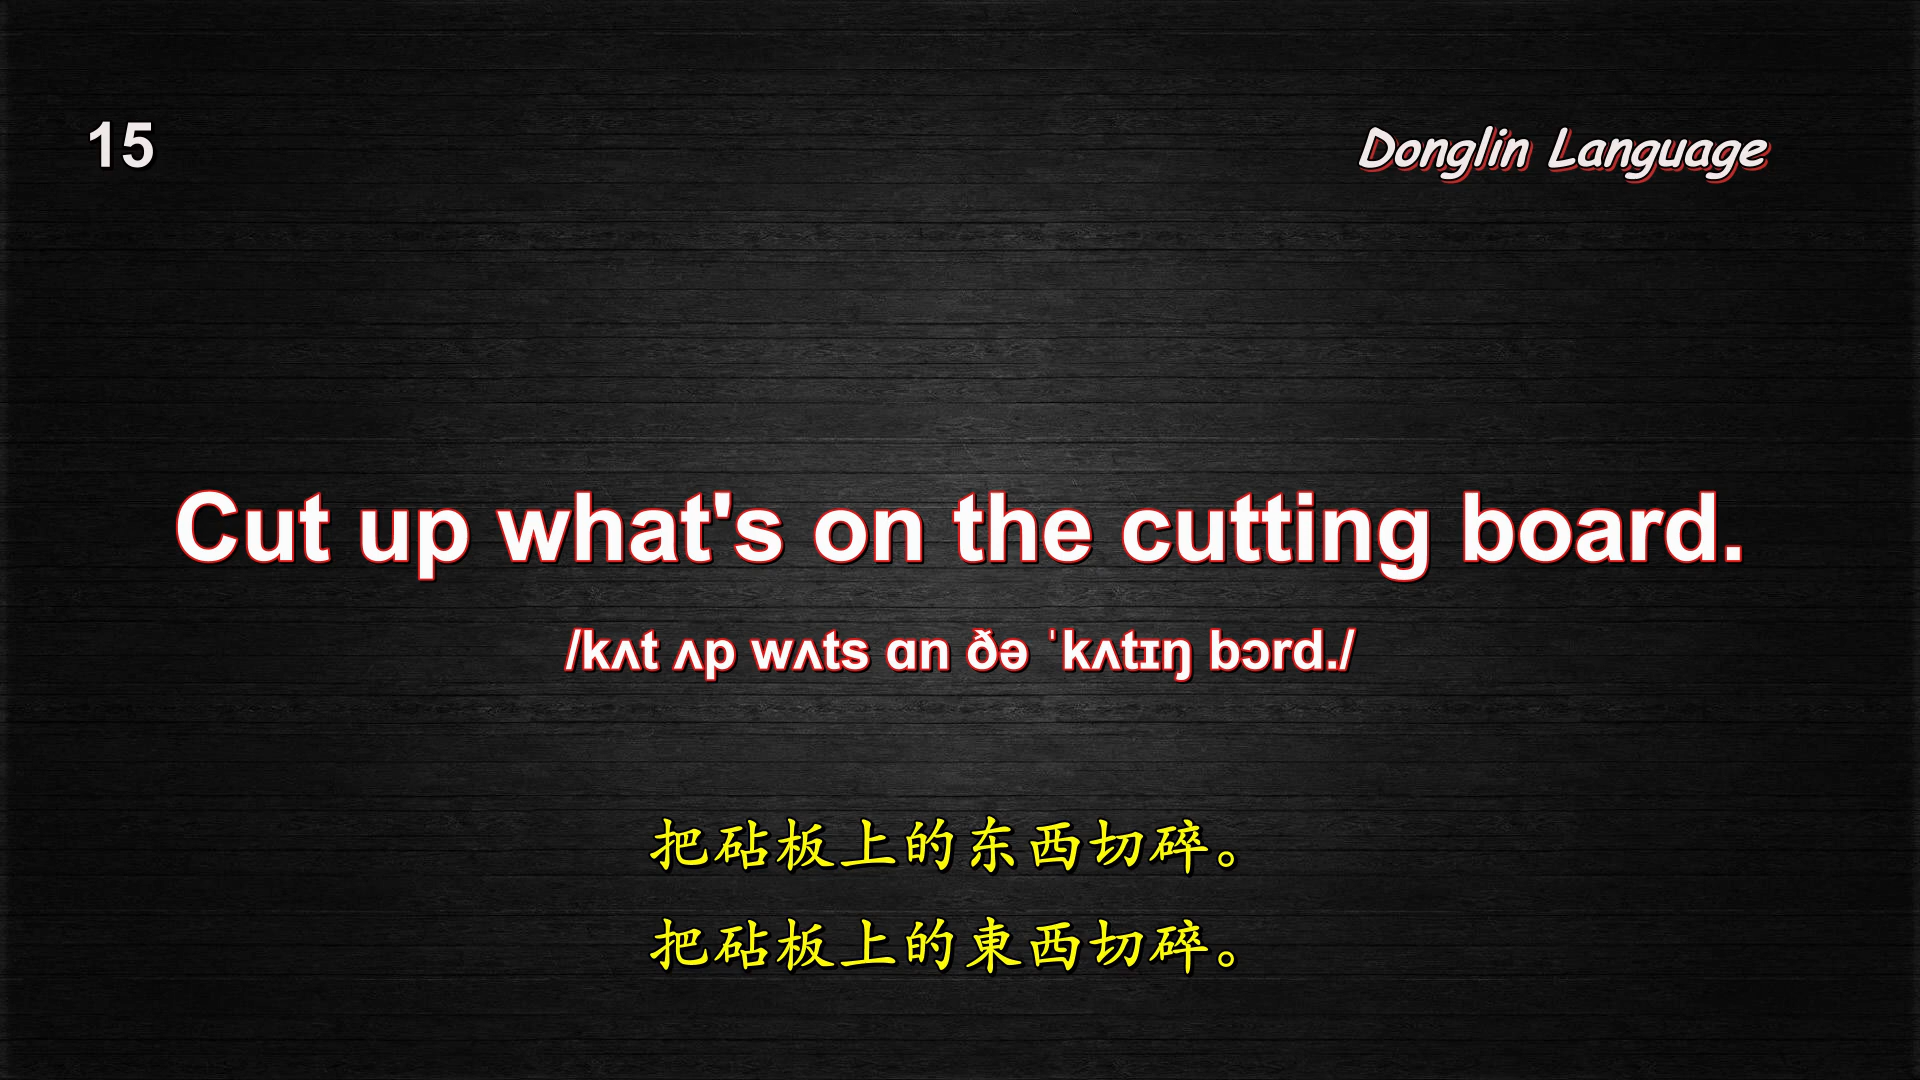 15
Donglin Language
Cut up what's on the cutting board.
/kʌt ʌp wʌts ɑn ðə ˈkʌtɪŋ bɔrd./
把砧板上的东西切碎。
把砧板上的東西切碎。